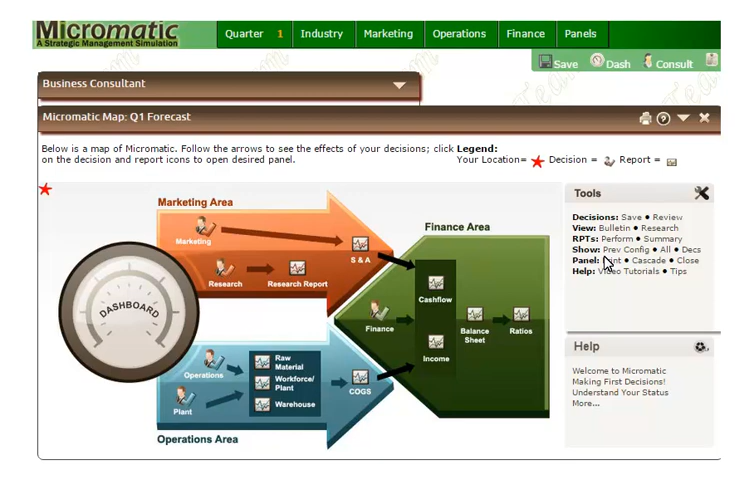 Micromatic
A Strategic Management Simulation
Quarter 1 Industry Marketing Operations Finance Panels
Save Dash Consult
Business Consultant
Micromatic Map: Q1 Forecast
Below is a map of Micromatic. Follow the arrows to see the effects of your decisions; click
on the decision and report icons to open desired panel.
Legend:
Your Location= Decision = Report =
Marketing Area
Marketing
S & A
Research
Research Report
DASHBOARD
Finance Area
Cashflow
Finance
Balance
Sheet
Ratios
Income
Operations
Raw
Material
Workforce/
Plant
Warehouse
Plant
COGS
Operations Area
Tools
Decisions: Save ● Review
View: Bulletin ● Research
RPTs: Perform ● Summary
Show: Prev Config ● All ● Decs
Panel: Print ● Cascade ● Close
Help: Video Tutorials ● Tips
Help
Welcome to Micromatic
Making First Decisions!
Understand Your Status
More...